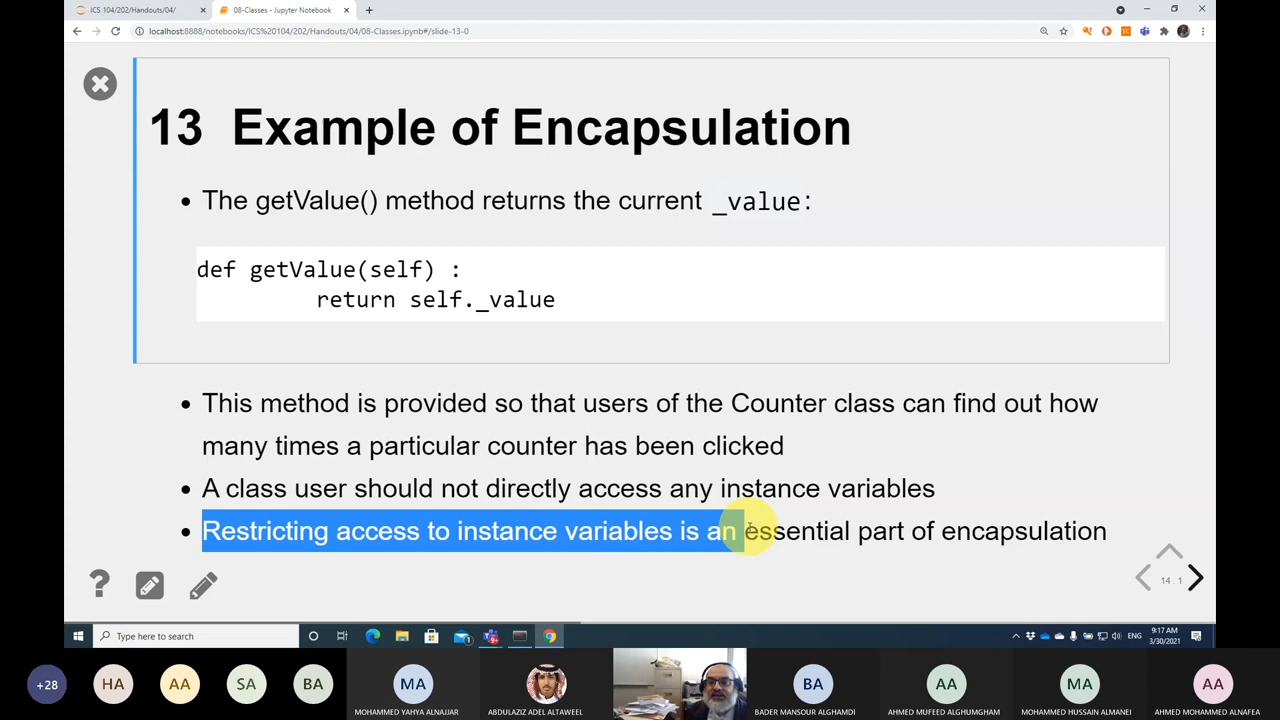 ICS 104/202/Handouts/04/
08-Classes - Jupyter Notebook
localhost:8888/notebooks/ICS%20104/202/Handouts/04/08-Classes.ipynb#/slide-13-0
13 Example of Encapsulation
The getValue() method returns the current _value:
def getValue(self) :
return self._value
This method is provided so that users of the Counter class can find out how
many times a particular counter has been clicked
A class user should not directly access any instance variables
Restricting access to instance variables is an essential part of encapsulation
14.1
Type here to search
ENG
9:17 AM
3/30/2021
+28
HA
AA
SA
BA
MA
BA
AA
MA
AA
MOHAMMED YAHYA ALNAJJAR
ABDULAZIZ ADEL ALTAWEEL
BADER MANSOUR ALGHAMDI
AHMED MUFEED ALGHUMGHAM
MOHAMMED HUSSAIN ALMANEI
AHMED MOHAMMED ALNAFEA